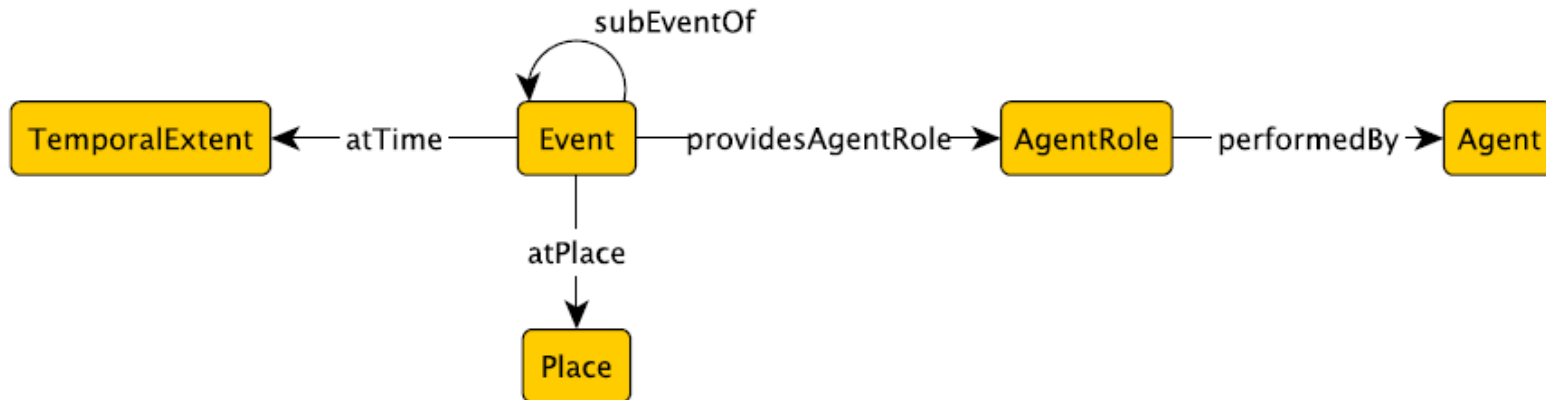 subEventOf
TemporalExtent
atTime
Event
providesAgentRole
AgentRole
performedBy
Agent
atPlace
Place